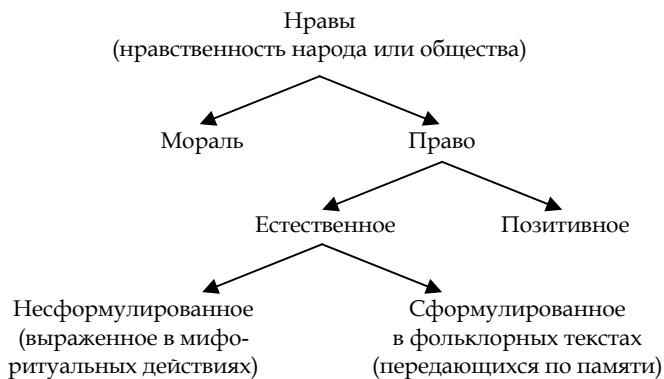 Нравы
(нравственность народа или общества)
Мораль
Право
Естественное
Позитивное
Несформулированное
(выраженное в мифо-
ритуальных действиях)
Сформулированное
в фольклорных текстах
(передающихся по памяти)